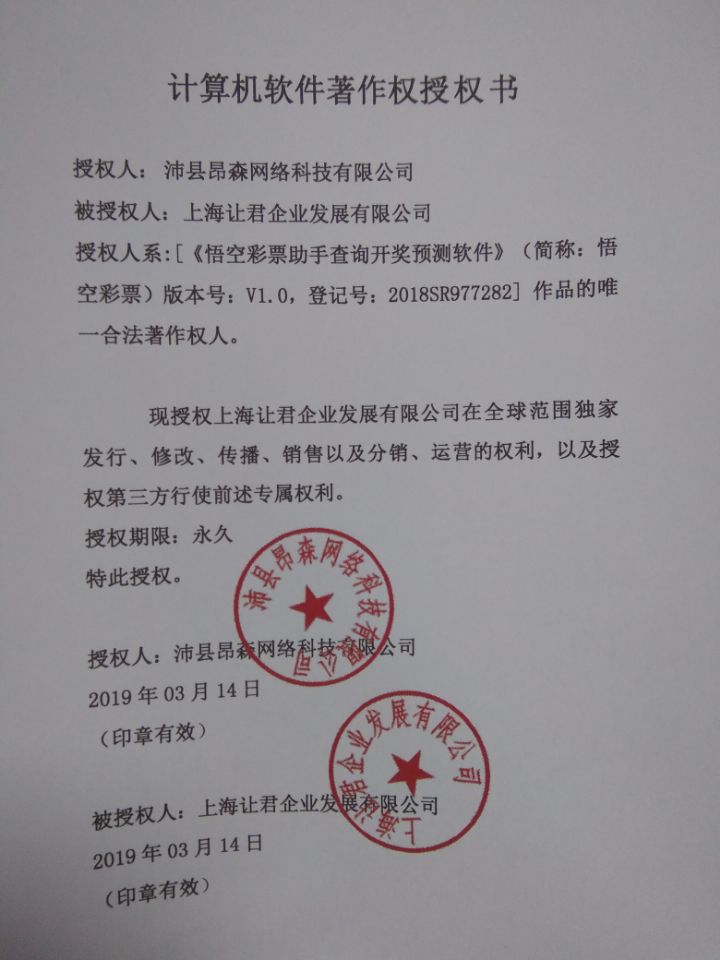 计算机软件著作权授权书
授权人：沛县昂森网络科技有限公司
被授权人：上海让君企业发展有限公司
授权人系:[《悟空彩票助手查询开奖预测软件》（简称：悟
空彩票）版本号：V1.0，登记号：2018SR977282] 作品的唯
一合法著作权人。
现授权上海让君企业发展有限公司在全球范围独家
发行、修改、传播、销售以及分销、运营的权利，以及授
权第三方行使前述专属权利。
授权期限：永久
特此授权。
沛县昂森网络科技有限公司
授权人：沛县昂森网络科技有限公司
2019 年 03 月 14 日
（印章有效）
上海让君企业发展有限公司
被授权人：上海让君企业发展有限公司
2019 年 03 月 14 日
（印章有效）